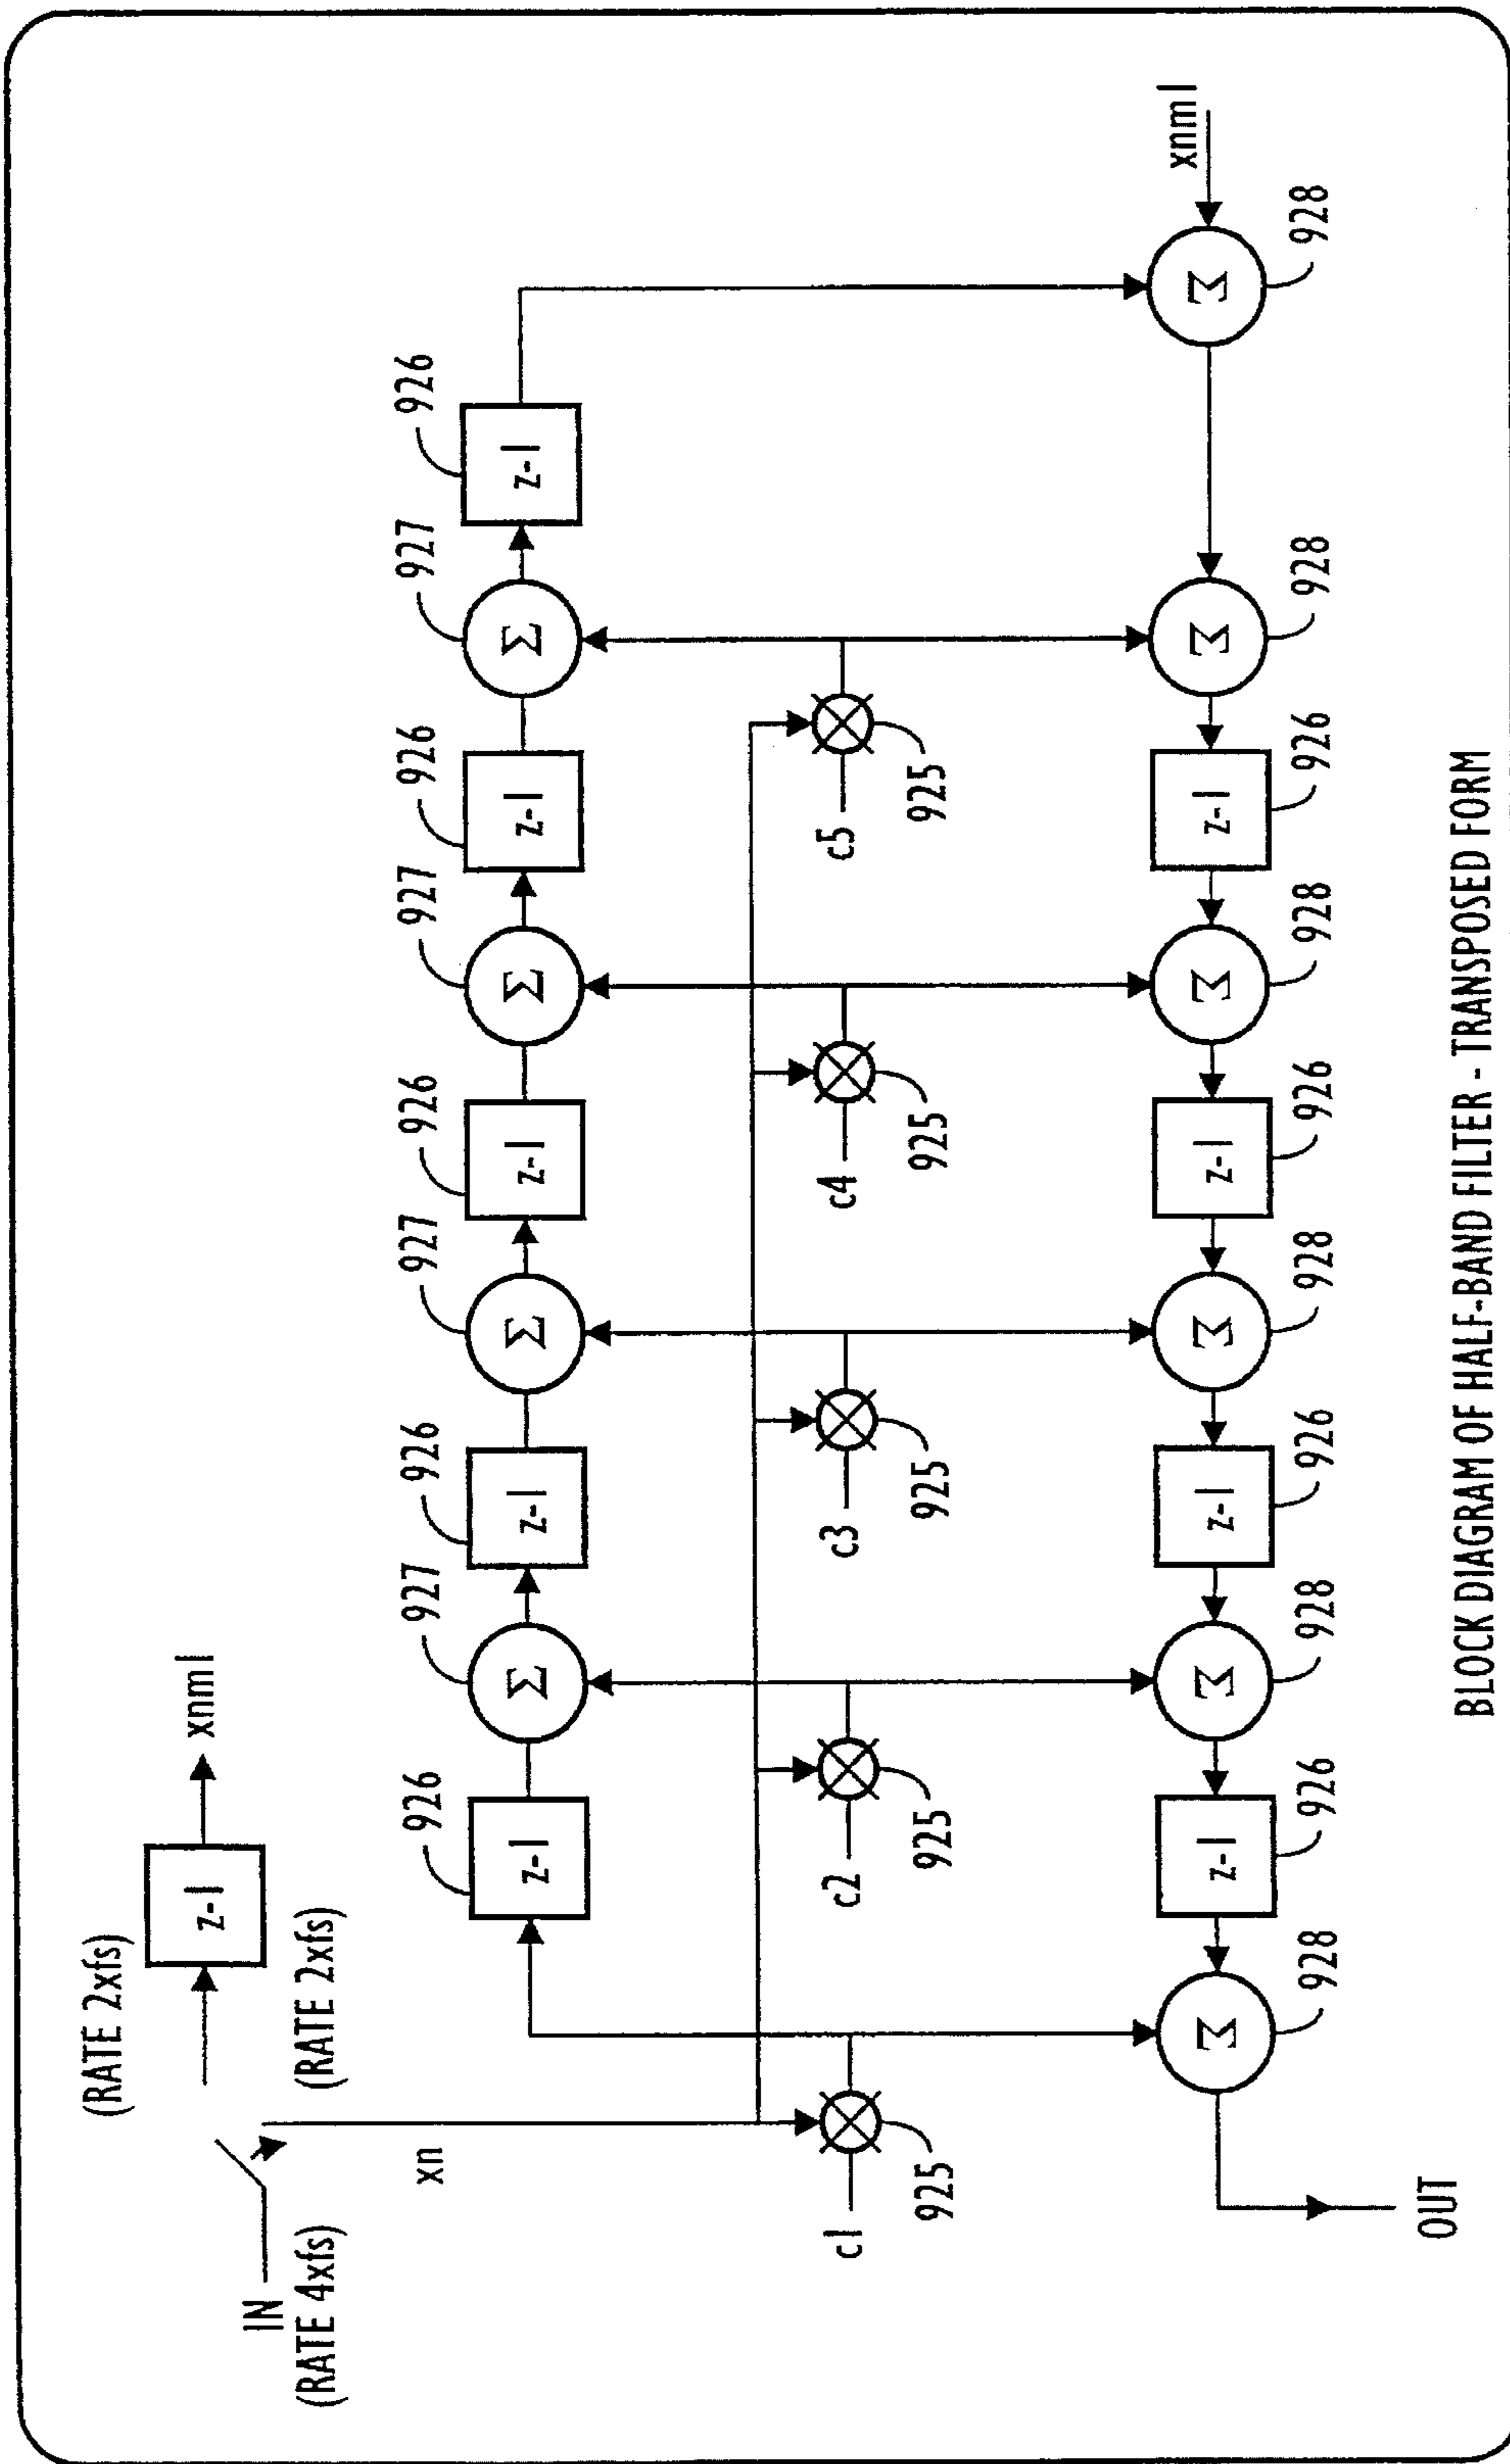 (RATE 2xfs)
z-1
xnm1
(RATE 2xfs)
IN
(RATE 4xfs)
xn
926
927
926
927
926
927
926
927
926
z-1
Σ
z-1
Σ
z-1
Σ
z-1
Σ
z-1
c1
c2
c3
c4
c5
925
925
925
925
925
xnm1
Σ
z-1
Σ
z-1
Σ
z-1
Σ
z-1
Σ
Σ
928
926
928
926
928
926
928
926
928
928
OUT
BLOCK DIAGRAM OF HALF-BAND FILTER - TRANSPOSED FORM